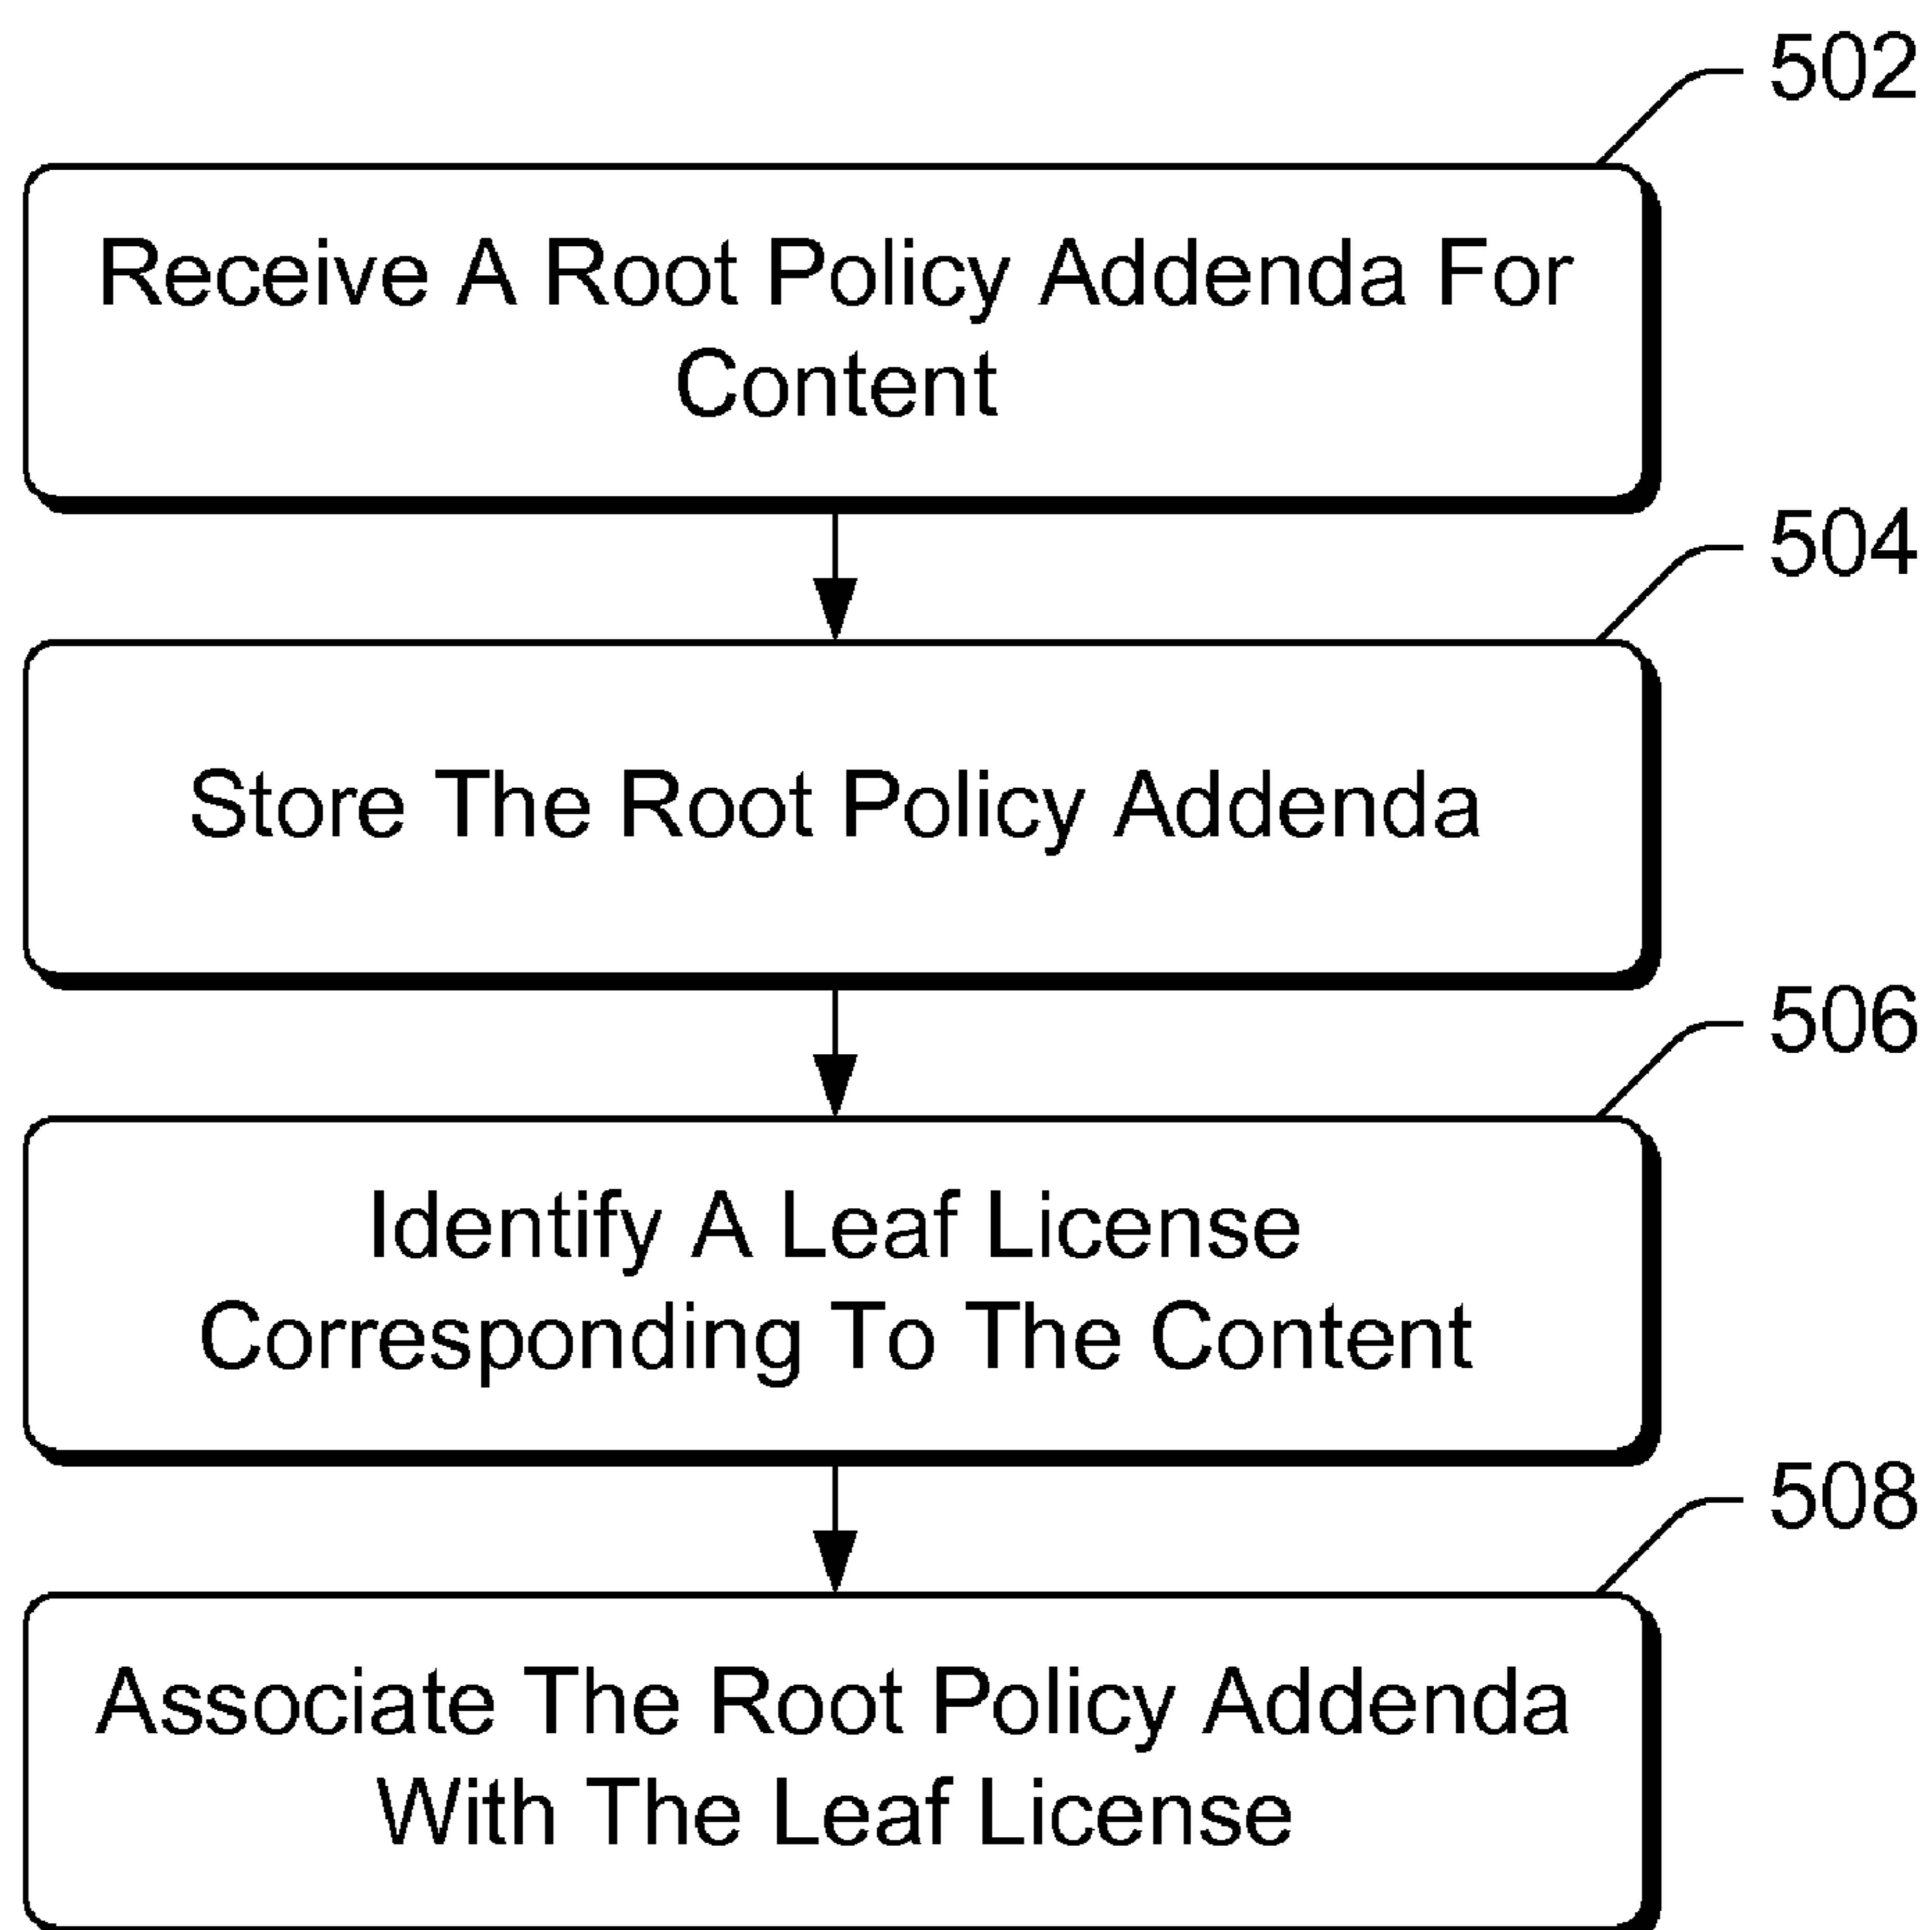 502
Receive A Root Policy Addenda For
Content
504
Store The Root Policy Addenda
506
Identify A Leaf License
Corresponding To The Content
508
Associate The Root Policy Addenda
With The Leaf License